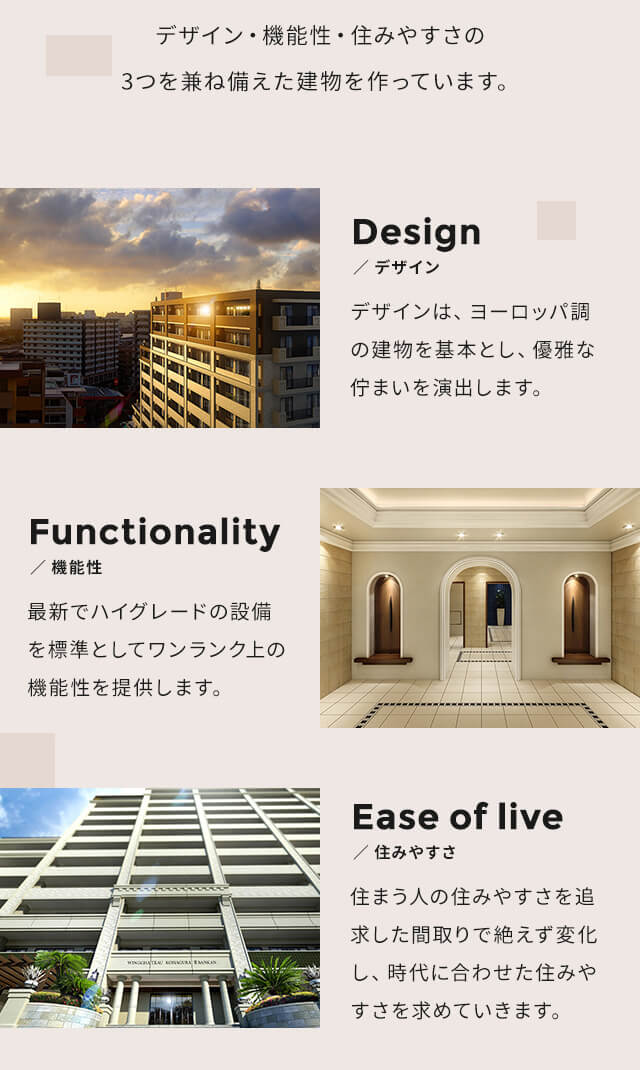 デザイン・機能性・住みやすさの
3つを兼ね備えた建物を作っています。
Design
／ デザイン
デザインは、ヨーロッパ調
の建物を基本とし、優雅な
佇まいを演出します。
Functionality
／ 機能性
最新でハイグレードの設備
を標準としてワンランク上の
機能性を提供します。
Ease of live
／ 住みやすさ
住まう人の住みやすさを追
求した間取りで絶えず変化
し、時代に合わせた住みや
すさを求めていきます。